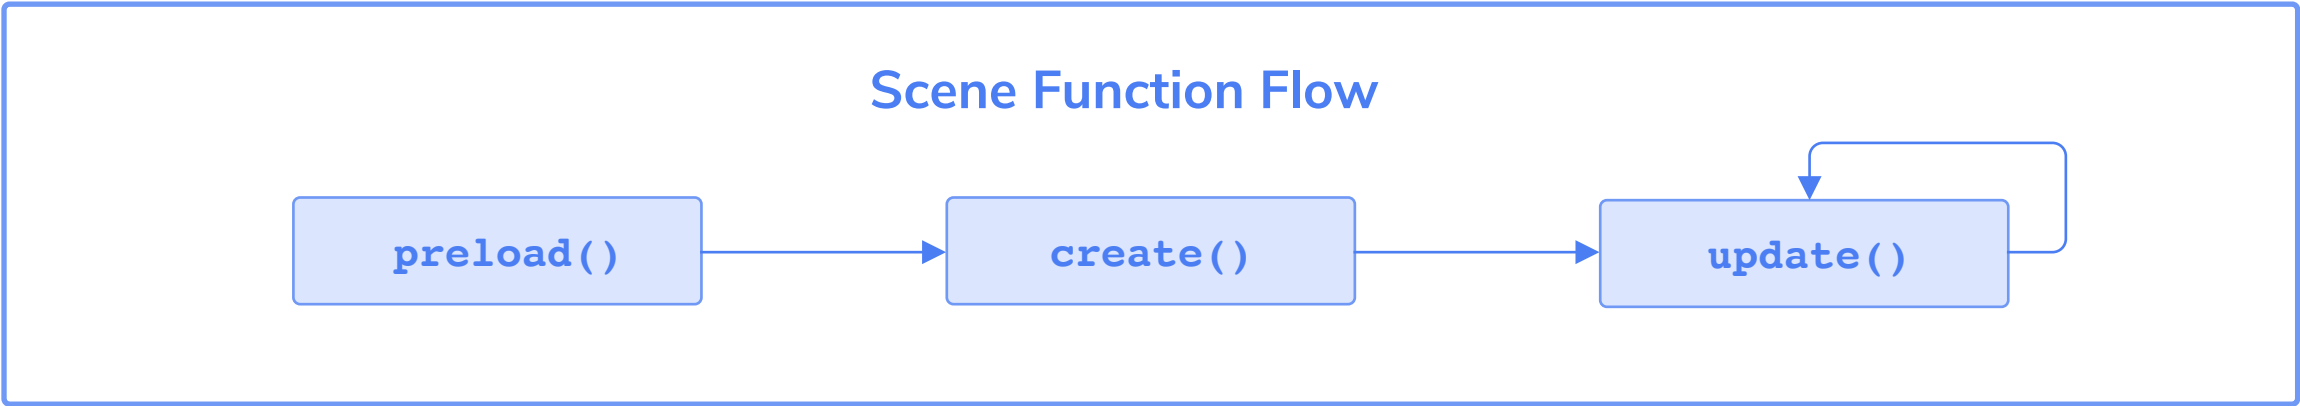 Scene Function Flow
preload()
create()
update()